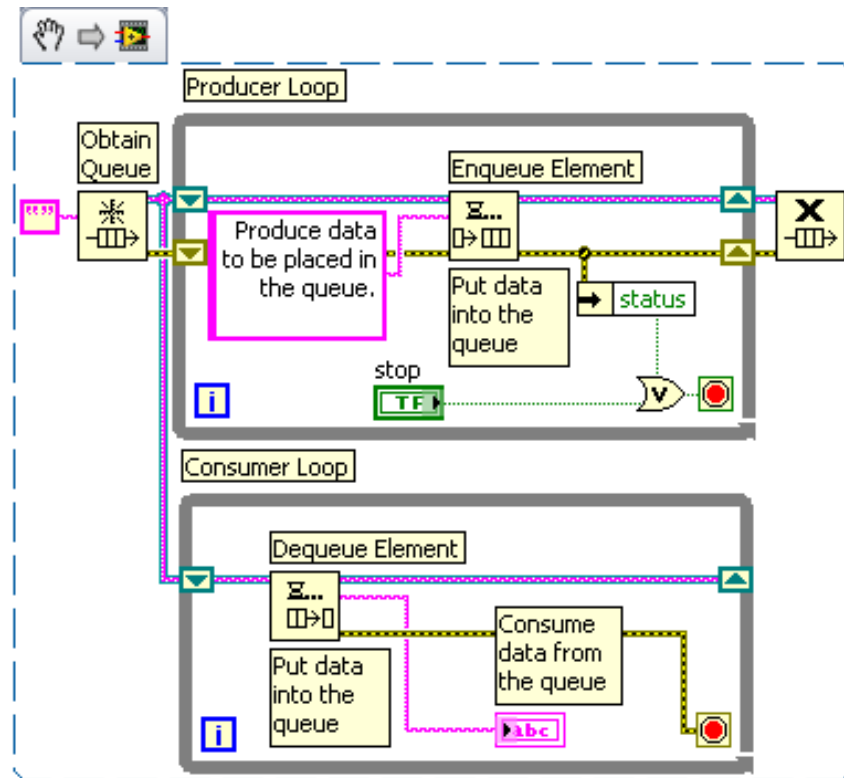 Producer Loop
Obtain
Queue
Enqueue Element
""
Produce data
to be placed in
the queue.
Put data
into the
queue
status
stop
TF
V
i
Consumer Loop
Dequeue Element
Consume
data from
the queue
Put data
into the
queue
abc
i